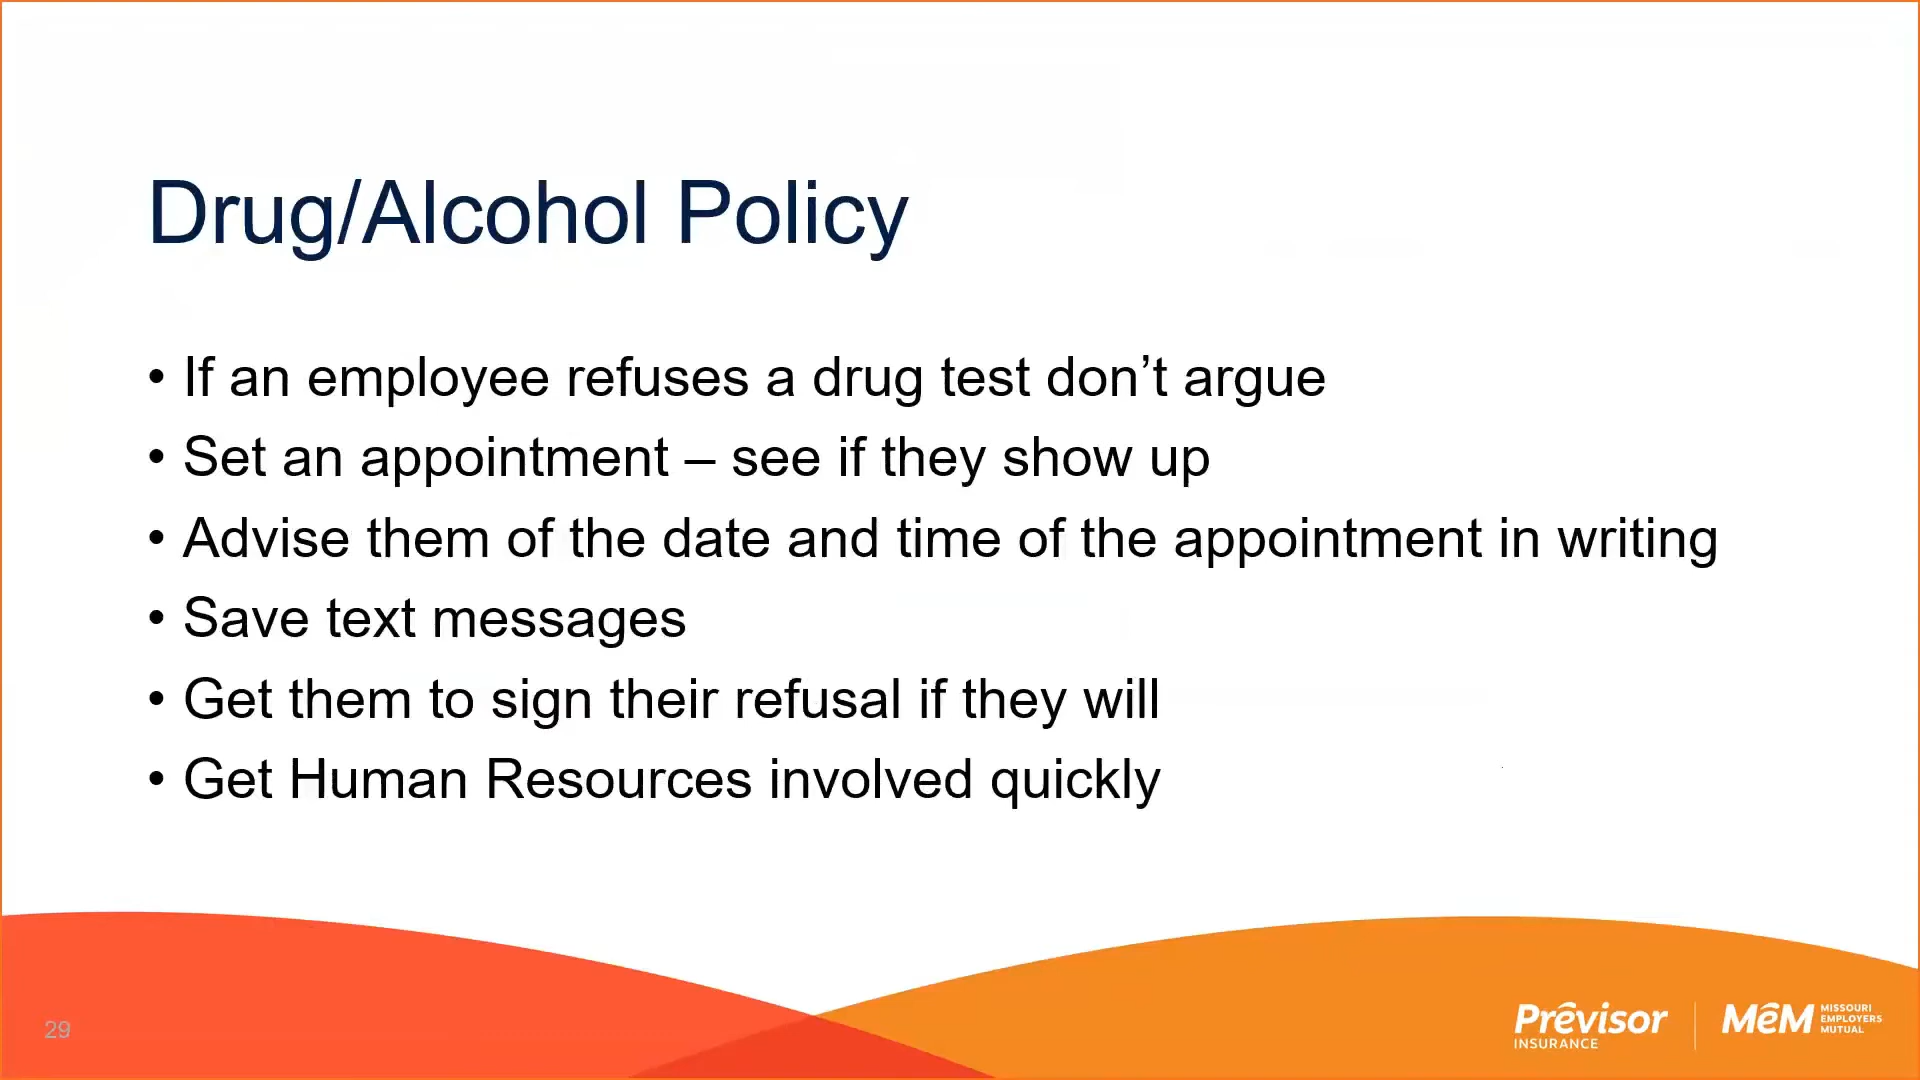 Drug/Alcohol Policy
• If an employee refuses a drug test don’t argue
• Set an appointment – see if they show up
• Advise them of the date and time of the appointment in writing
• Save text messages
• Get them to sign their refusal if they will
• Get Human Resources involved quickly
29
Prêvisor
INSURANCE
MêM
MISSOURI
EMPLOYERS
MUTUAL